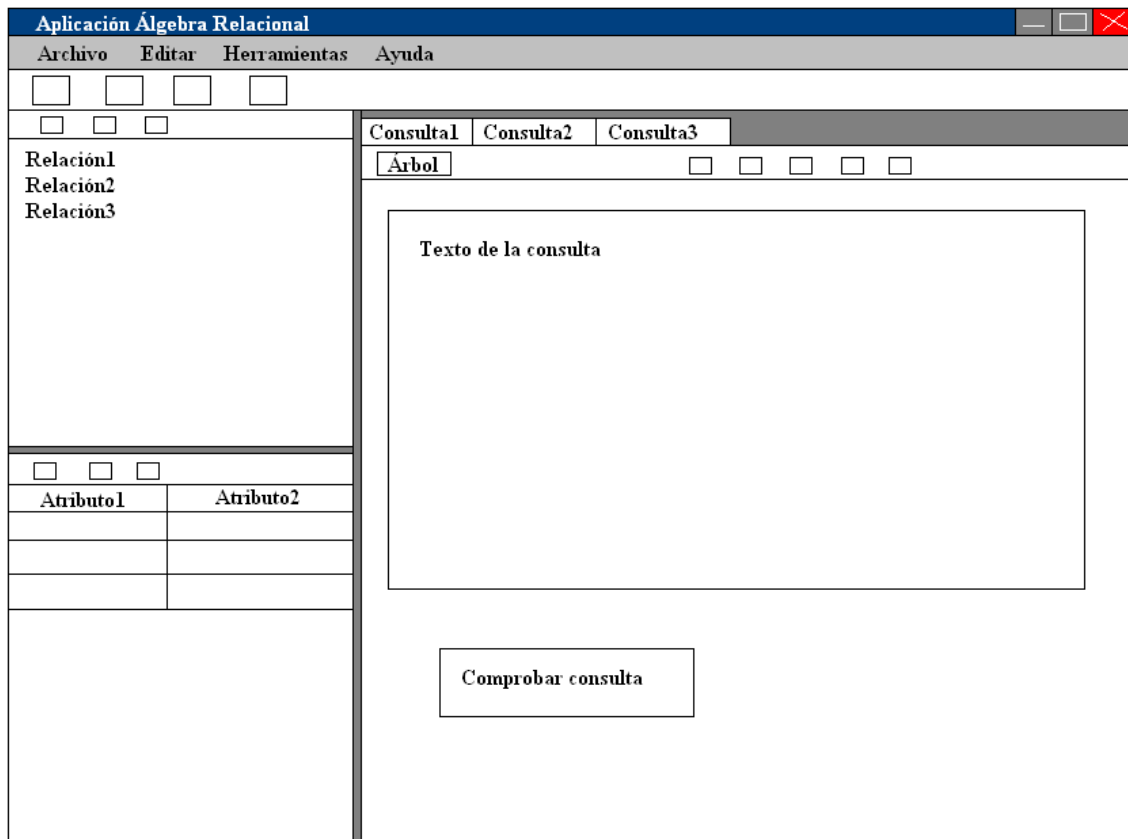 Aplicación Álgebra Relacional
Archivo Editar Herramientas Ayuda
Relación1
Relación2
Relación3
Atributo1 Atributo2
Consulta1 Consulta2 Consulta3
Árbol
Texto de la consulta
Comprobar consulta